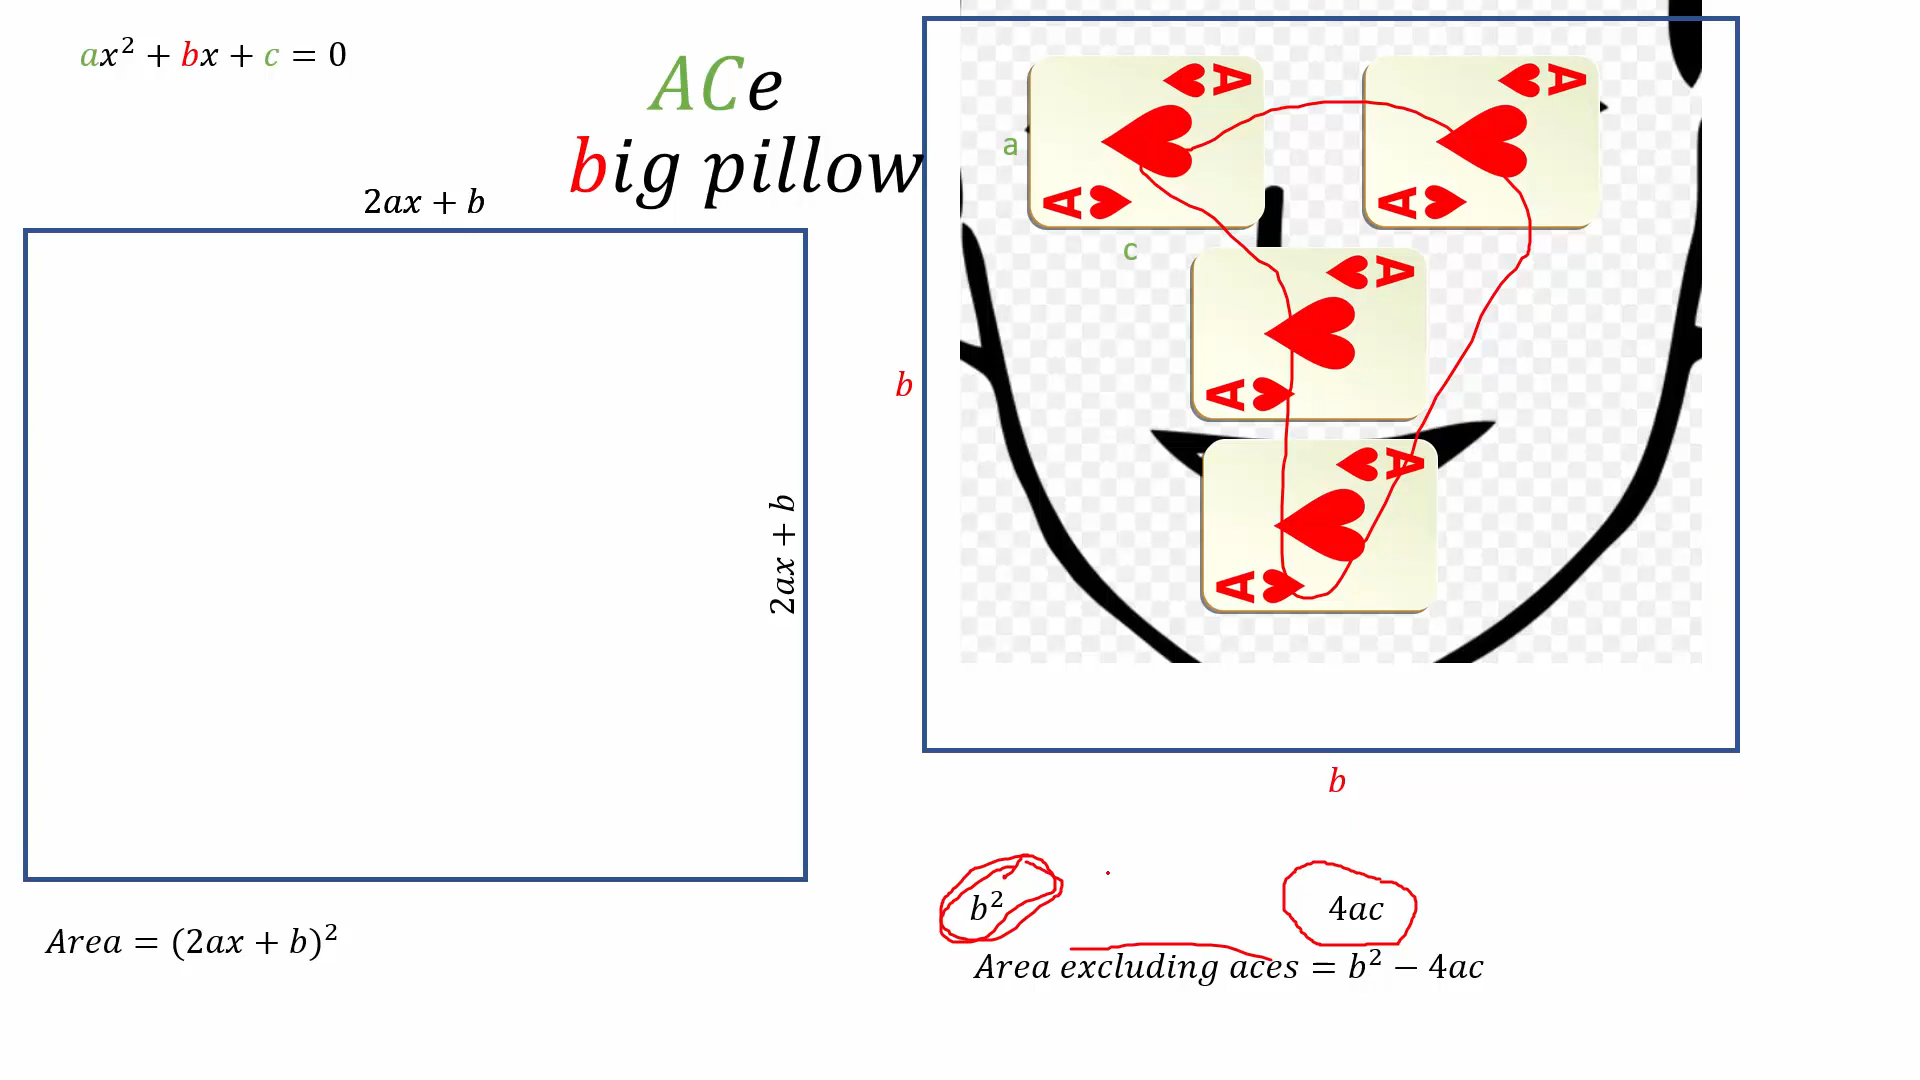 ax² + bx + c = 0
ACe
big pillow
2ax + b
2ax + b
Area = (2ax + b)²
A
A
A
A
a
c
A
A
b
A
A
b
b²
4ac
Area excluding aces = b² − 4ac